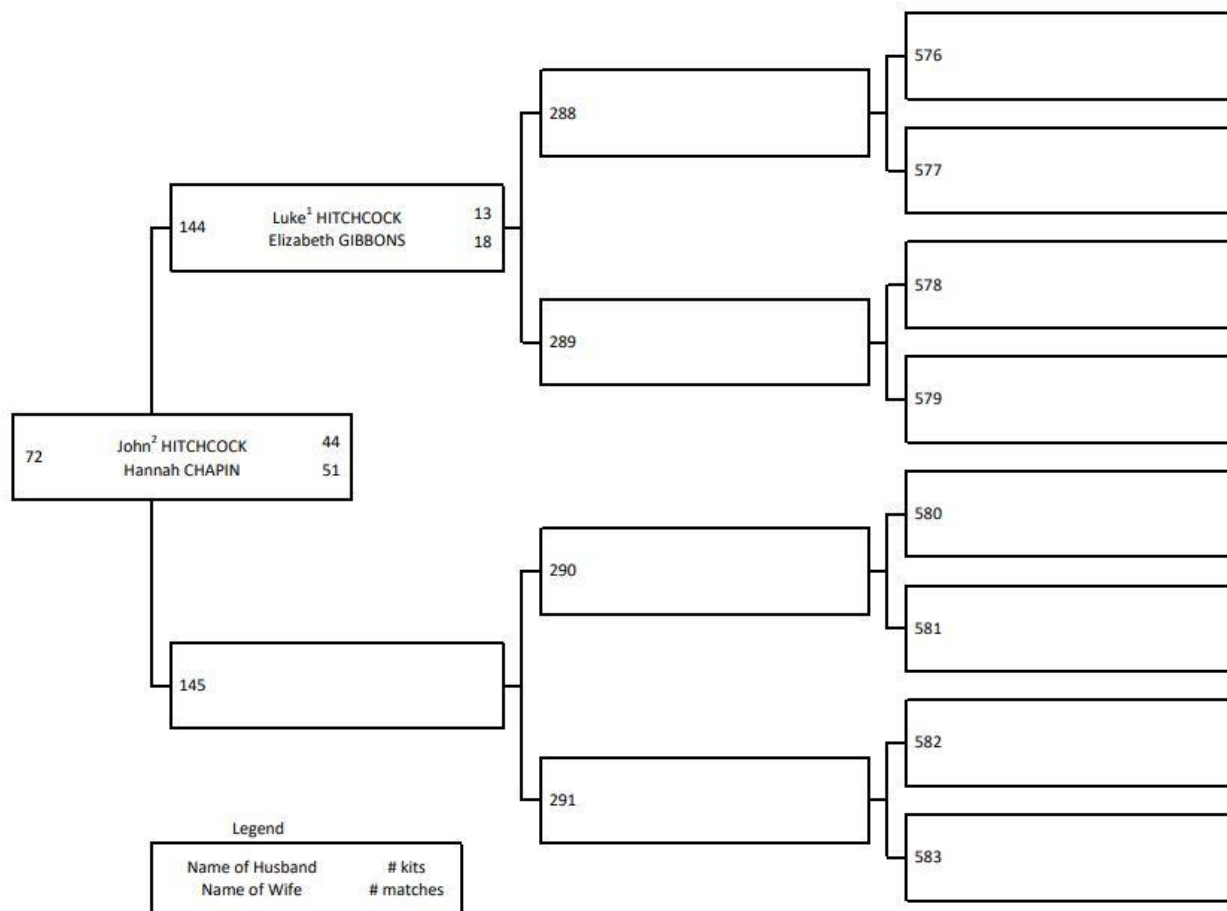 576
288
577
144 Luke¹ HITCHCOCK 13
Elizabeth GIBBONS 18
578
289
579
72 John² HITCHCOCK 44
Hannah CHAPIN 51
580
290
581
145
582
291
583
Legend
Name of Husband # kits
Name of Wife # matches